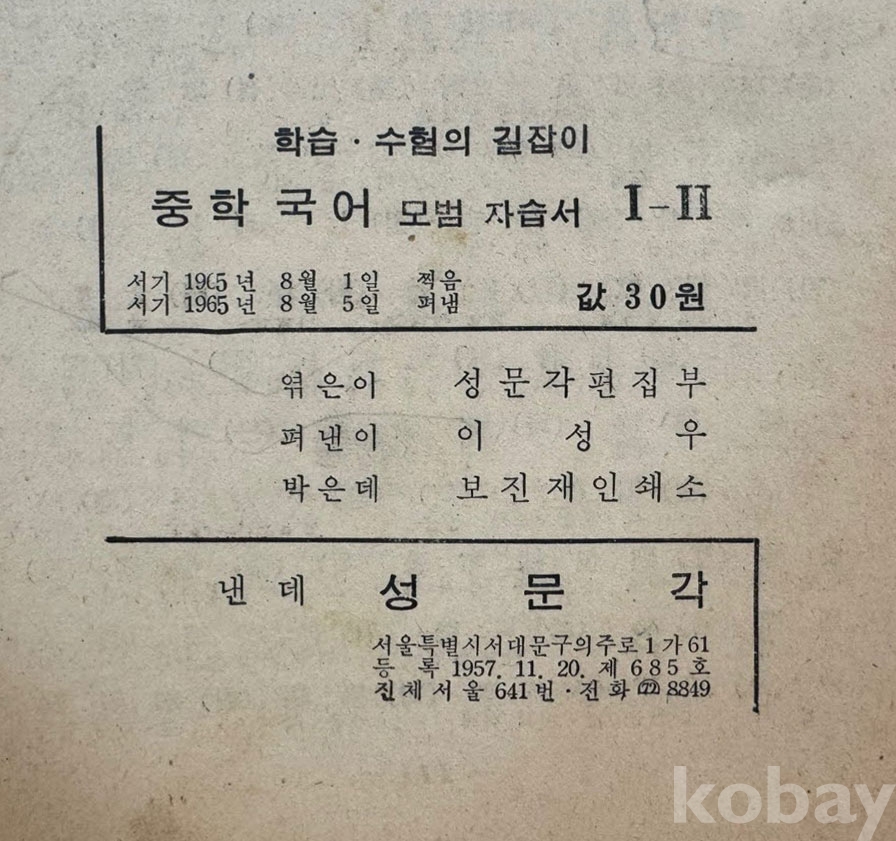 학습 · 수험의 길잡이
중학 국어 모범 자습서 I-II
서기 1965년 8월 1일 찍음
서기 1965년 8월 5일 펴냄
값 30원
엮은이 성문각편집부
펴낸이 이성우
박은데 보진재인쇄소
낸데 성문각
서울특별시서대문구의주로1가61
등록 1957. 11. 20. 제685호
진체서울 641번 · 전화 ㉒ 8849
kobay